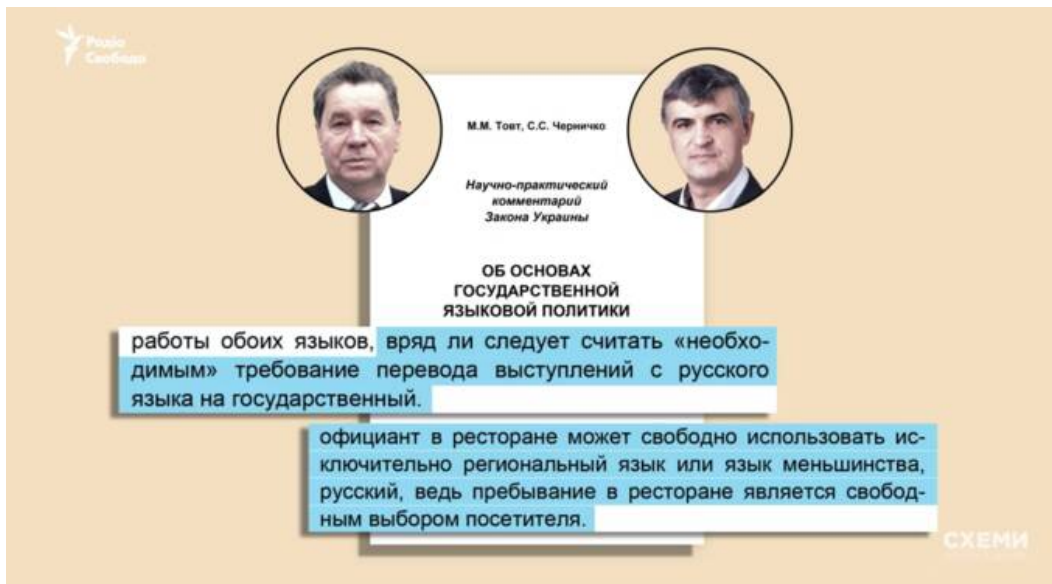 Радіо
Свобода
М.М. Товт, С.С. Черничко
Научно-практический
комментарий
Закона Украины
ОБ ОСНОВАХ
ГОСУДАРСТВЕННОЙ
ЯЗЫКОВОЙ ПОЛИТИКИ
работы обоих языков, вряд ли следует считать «необхо-
димым» требование перевода выступлений с русского
языка на государственный.
официант в ресторане может свободно использовать ис-
ключительно региональный язык или язык меньшинства,
русский, ведь пребывание в ресторане является свобод-
ным выбором посетителя.
СХЕМИ